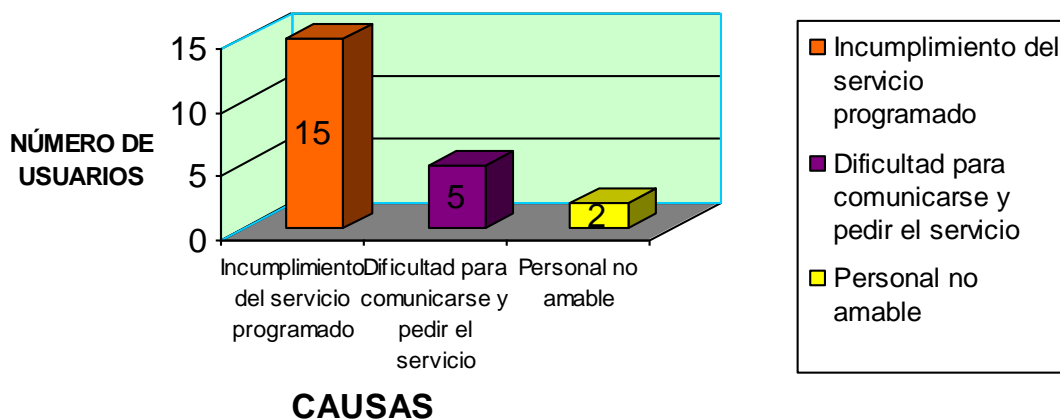 15
10
5
0
NÚMERO DE
USUARIOS
15
5
2
Incumplimiento
del servicio
programado
Dificultad para
comunicarse y
pedir el
servicio
Personal no
amable
CAUSAS
Incumplimiento del
servicio
programado
Dificultad para
comunicarse y
pedir el servicio
Personal no
amable